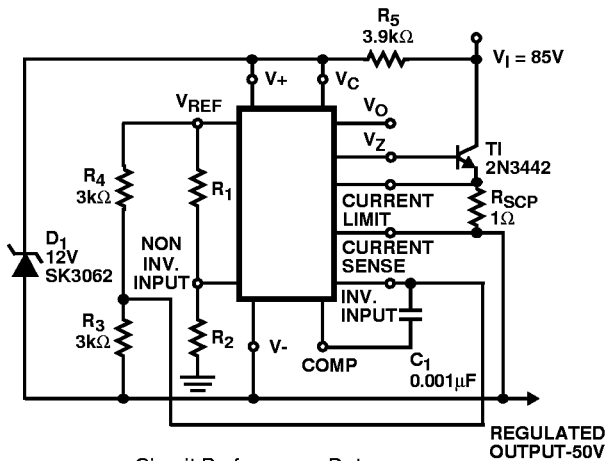 R5
3.9kΩ
VI = 85V
V+
VC
VREF
VO
VZ
TI
2N3442
R4
3kΩ
R1
CURRENT
LIMIT
RSCP
1Ω
D1
12V
SK3062
NON
INV.
INPUT
CURRENT
SENSE
INV.
INPUT
R3
3kΩ
R2
V-
COMP
C1
0.001μF
REGULATED
OUTPUT-50V